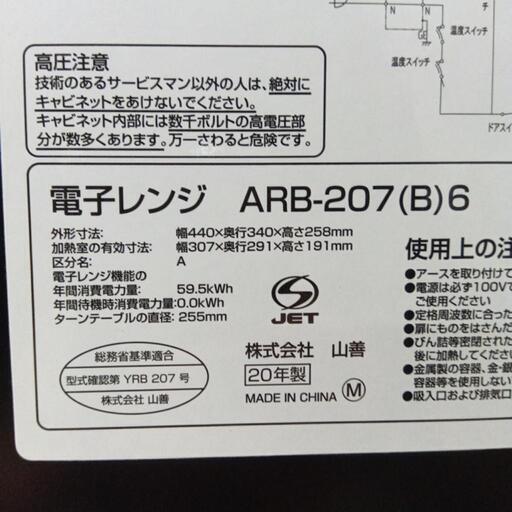 チ
N N
GE
温度スイッチ
温度スイッチ
ドアスイ
高圧注意
技術のあるサービスマン以外の人は、絶対に
キャビネットをあけないでください。
キャビネット内部には数千ボルトの高電圧部
分が数多くあります。万一さわると危険です。
電子レンジ ARB-207(B)6
外形寸法: 幅440×奥行340×高さ258mm
加熱室の有効寸法: 幅307×奥行291×高さ191mm
区分名: A
電子レンジ機能の
年間消費電力量: 59.5kWh
年間待機時消費電力量: 0.0kWh
ターンテーブルの直径: 255mm
S
JET
総務省基準適合
型式確認第 YRB 207 号
株式会社 山善
株式会社 山善
20年製
MADE IN CHINA M
使用上の注
●アースを取り付けて
●電源は必ず100Vで
ご使用ください
●定格周波数に合った
●扉にものをはさんだ
●びん詰等密閉された
後に加熱してくださ
●金属製の容器、金・銀
容器等を使用しない
●吸入口および排気口